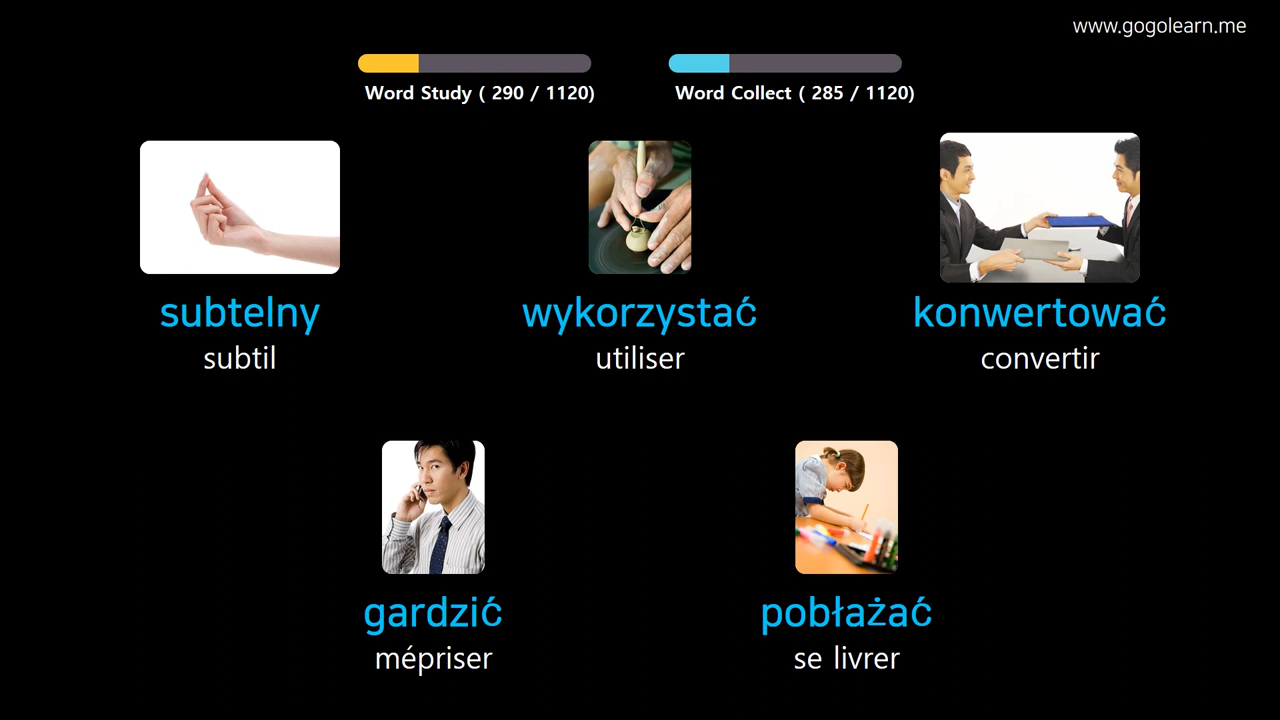 www.gogolearn.me
Word Study ( 290 / 1120)
Word Collect ( 285 / 1120)
subtelny
subtil
wykorzystać
utiliser
konwertować
convertir
gardzić
mépriser
pobłażać
se livrer